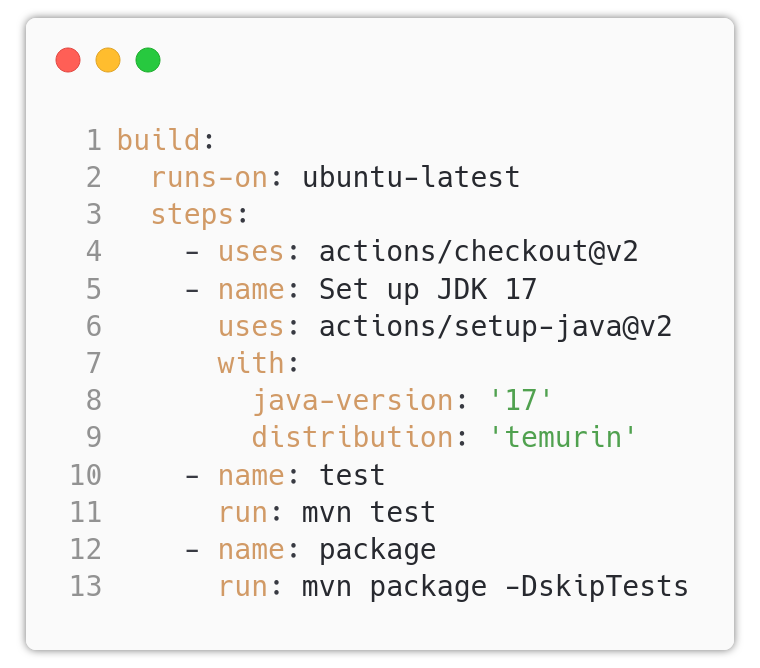 1 build:
2   runs-on: ubuntu-latest
3   steps:
4     - uses: actions/checkout@v2
5     - name: Set up JDK 17
6       uses: actions/setup-java@v2
7       with:
8         java-version: '17'
9         distribution: 'temurin'
10     - name: test
11       run: mvn test
12     - name: package
13       run: mvn package -DskipTests